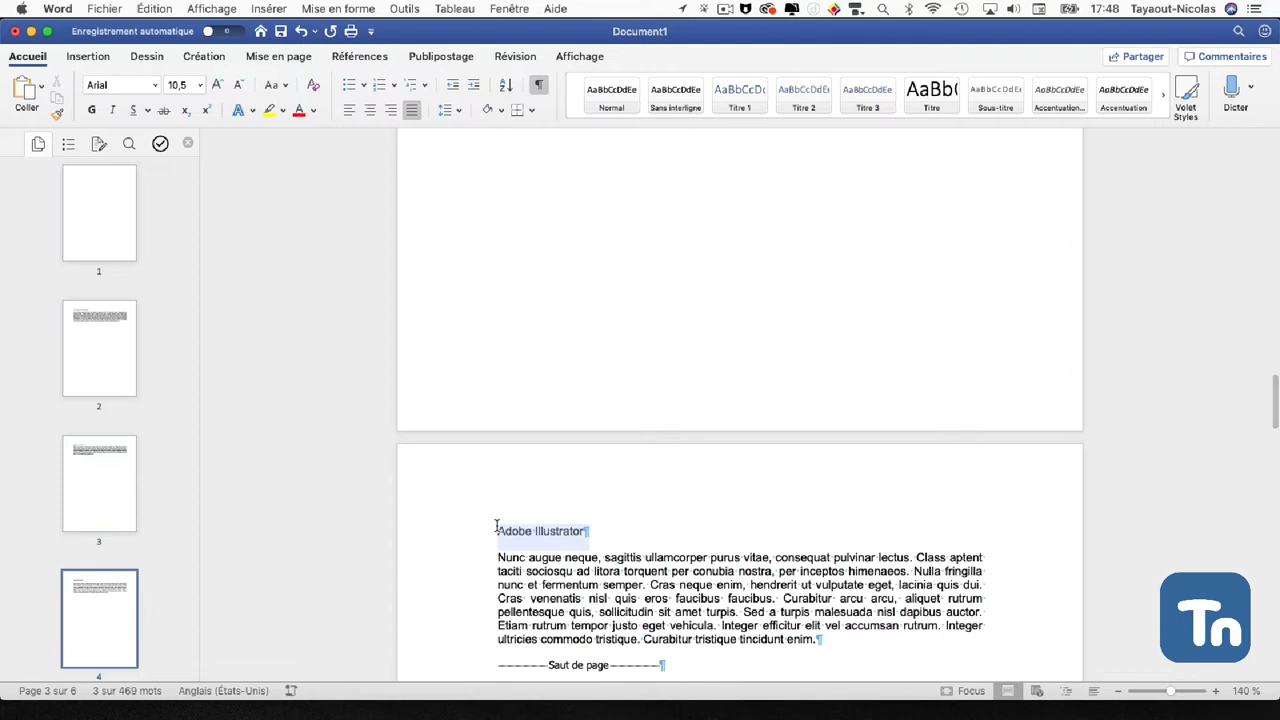 Word Fichier Édition Affichage Insérer Mise en forme Outils Tableau Fenêtre Aide 17:48 Tayaout-Nicolas
Enregistrement automatique Document1
Accueil Insertion Dessin Création Mise en page Références Publipostage Révision Affichage Partager Commentaires
Coller Arial 10,5 Aa
G I S ab x₂ x² A A
AaBbCcDdEe AaBbCcDdEe AaBbCcDc AaBbCcDdEe AaBbCcDdEe AaBb( AaBbCcDdEe AaBbCcDdEe AaBbCcDdEe
Normal Sans interligne Titre 1 Titre 2 Titre 3 Titre Sous-titre Accentuation... Accentuation
Volet Styles Dicter
1
2
3
4
Adobe Illustrator¶
Nunc augue neque, sagittis ullamcorper purus vitae, consequat pulvinar lectus. Class aptent
taciti sociosqu ad litora torquent per conubia nostra, per inceptos himenaeos. Nulla fringilla
nunc et fermentum semper. Cras neque enim, hendrerit ut vulputate eget, lacinia quis dui.
Cras venenatis nisl quis eros faucibus faucibus. Curabitur arcu arcu, aliquet rutrum
pellentesque quis, sollicitudin sit amet turpis. Sed a turpis malesuada nisl dapibus auctor.
Etiam rutrum tempor justo eget vehicula. Integer efficitur elit vel accumsan rutrum. Integer
ultricies commodo tristique. Curabitur tristique tincidunt enim.¶
Saut de page ¶
Tn
Page 3 sur 6 3 sur 469 mots Anglais (États-Unis) Focus 140 %